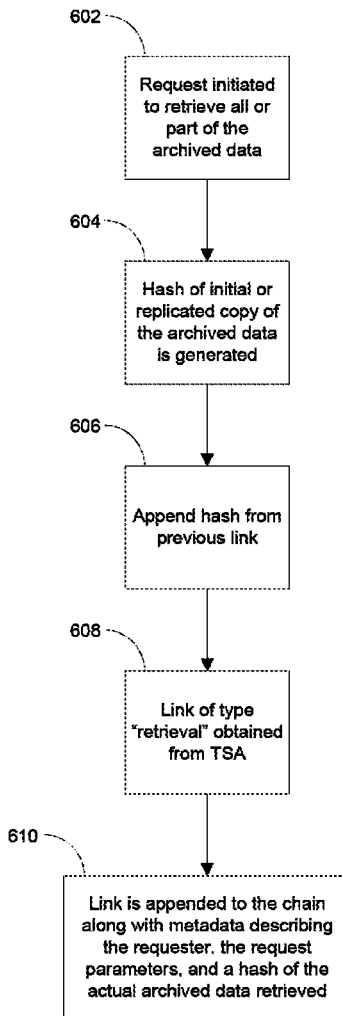 602
Request initiated
to retrieve all or
part of the
archived data
604
Hash of initial or
replicated copy of
the archived data
is generated
606
Append hash from
previous link
608
Link of type
“retrieval” obtained
from TSA
610
Link is appended to the chain
along with metadata describing
the requester, the request
parameters, and a hash of the
actual archived data retrieved